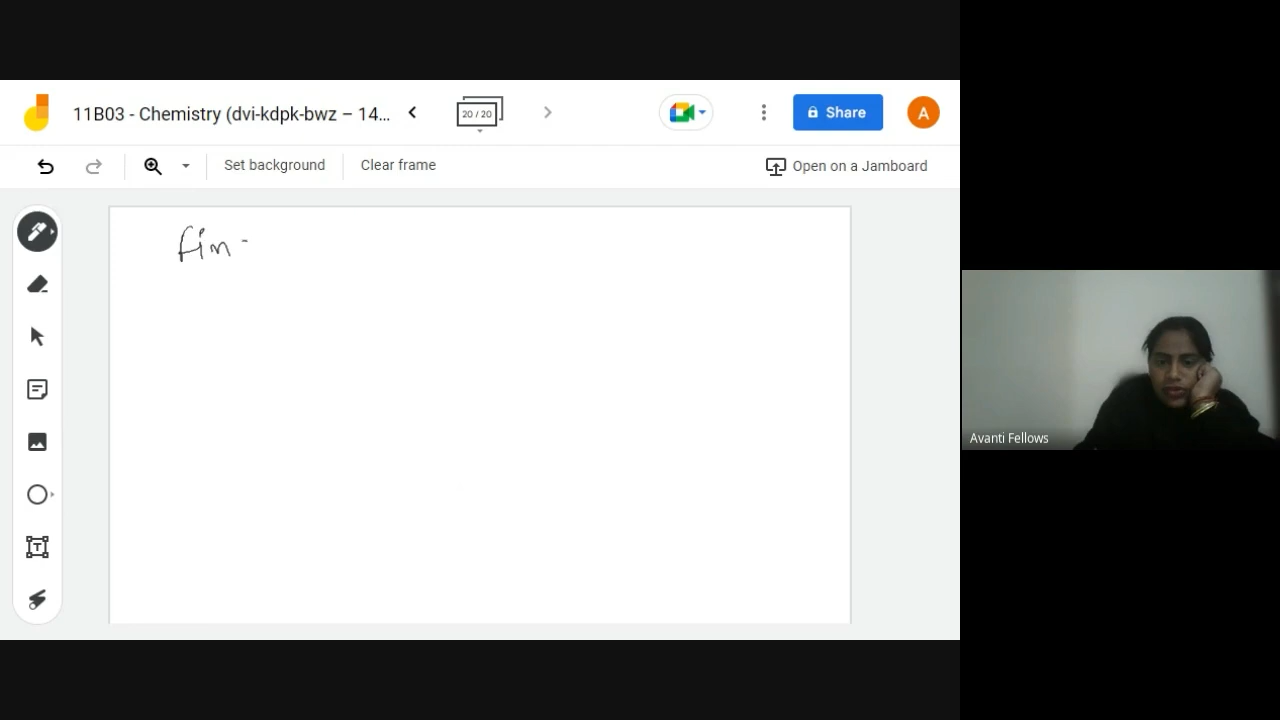 11B03 - Chemistry (dvi-kdpk-bwz – 14...
20 / 20
Share
A
Set background
Clear frame
Open on a Jamboard
fin -
T
Avanti Fellows